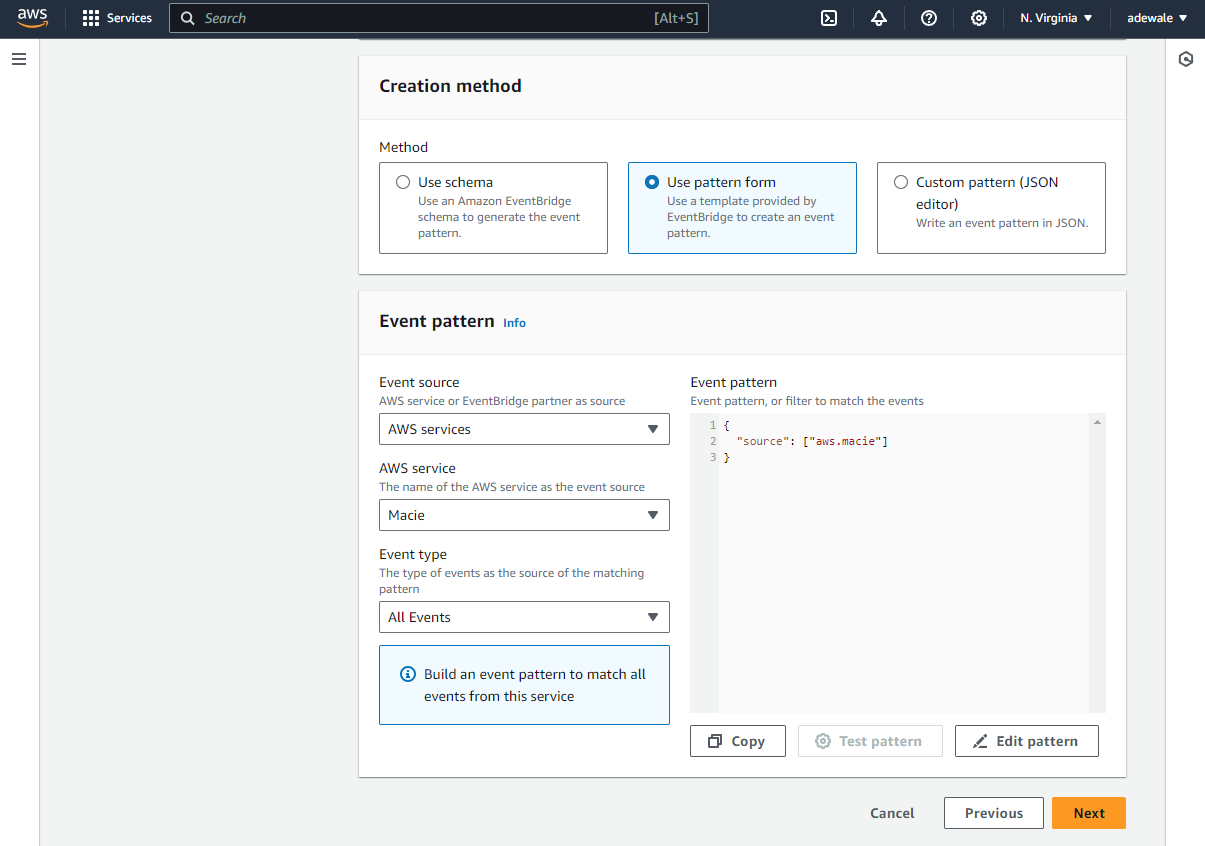 aws
Services
Search
[Alt+S]
N. Virginia
adewale
Creation method
Method
Use schema
Use an Amazon EventBridge
schema to generate the event
pattern.
Use pattern form
Use a template provided by
EventBridge to create an event
pattern.
Custom pattern (JSON
editor)
Write an event pattern in JSON.
Event pattern Info
Event source
AWS service or EventBridge partner as source
AWS services
AWS service
The name of the AWS service as the event source
Macie
Event type
The type of events as the source of the matching
pattern
All Events
Build an event pattern to match all
events from this service
Event pattern
Event pattern, or filter to match the events
1 {
2 "source": ["aws.macie"]
3 }
Copy
Test pattern
Edit pattern
Cancel
Previous
Next